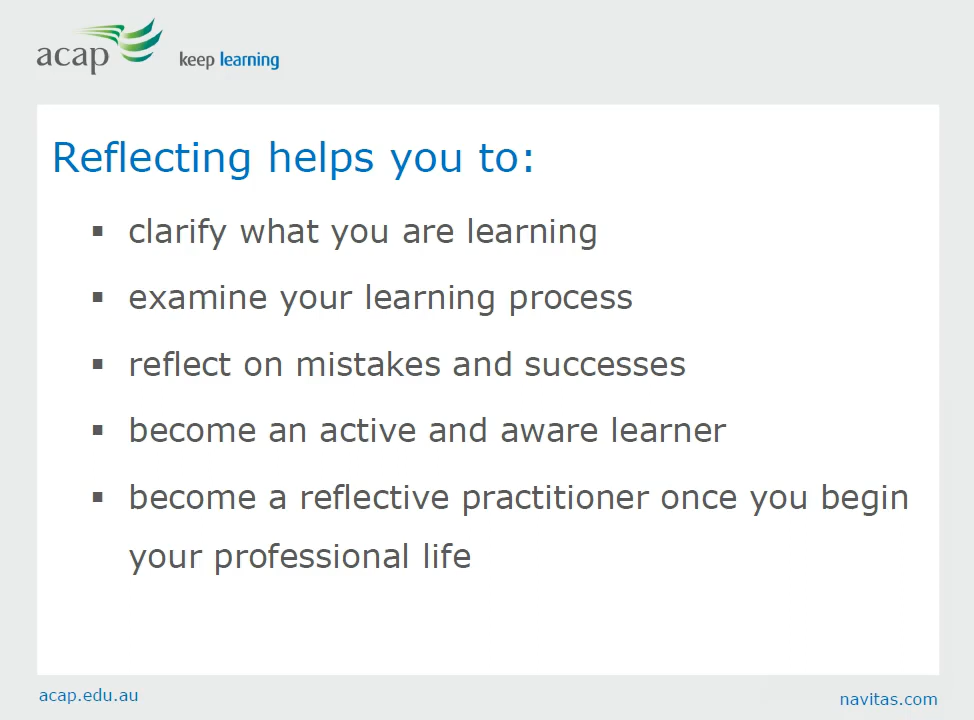 acap keep learning
Reflecting helps you to:
▪ clarify what you are learning
▪ examine your learning process
▪ reflect on mistakes and successes
▪ become an active and aware learner
▪ become a reflective practitioner once you begin
your professional life
acap.edu.au
navitas.com